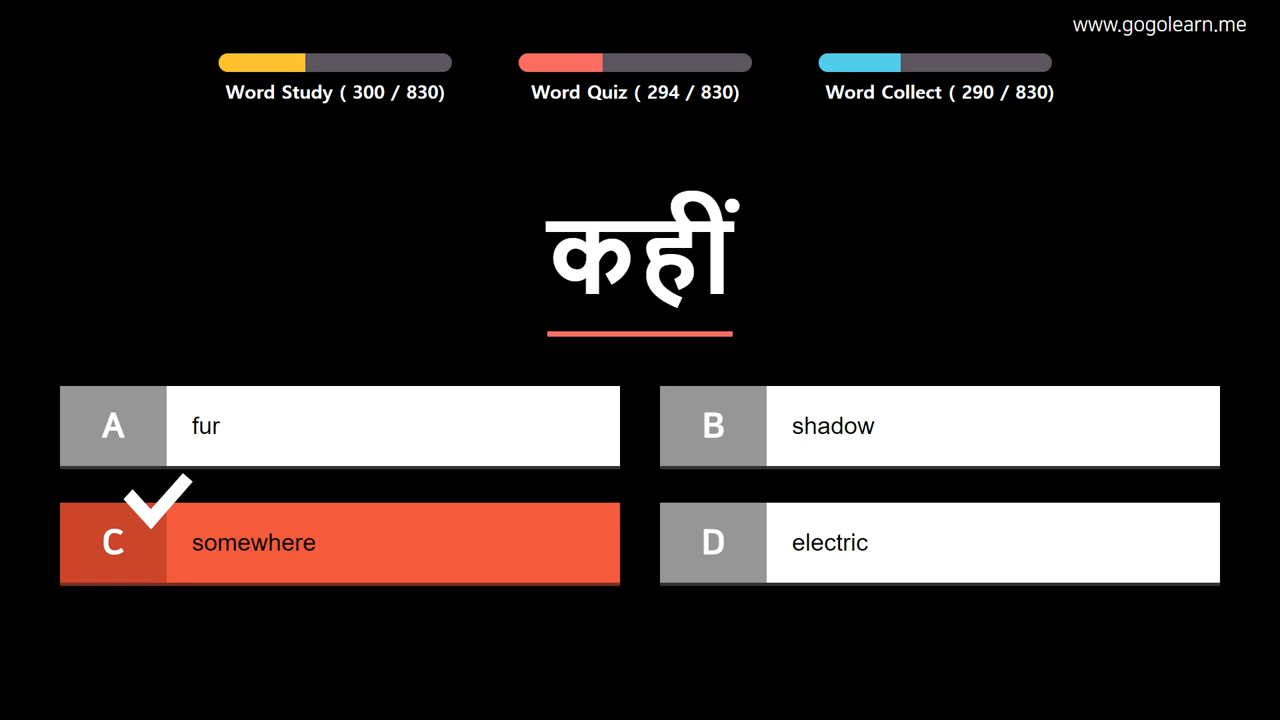 www.gogolearn.me
Word Study ( 300 / 830)
Word Quiz ( 294 / 830)
Word Collect ( 290 / 830)
कहीं
A fur
B shadow
C somewhere
D electric